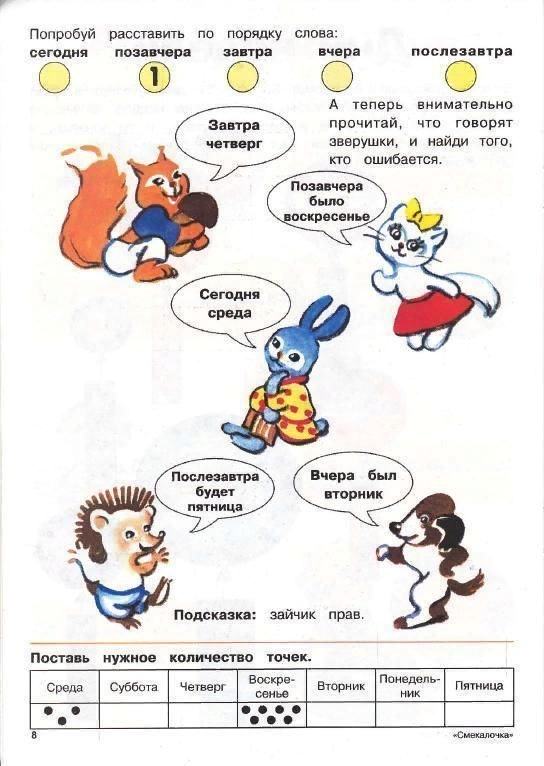 Попробуй расставить по порядку слова:
сегодня позавчера завтра вчера послезавтра
1
А теперь внимательно
прочитай, что говорят
зверушки, и найди того,
кто ошибается.
Завтра
четверг
Позавчера
было
воскресенье
Сегодня
среда
Послезавтра
будет
пятница
Вчера был
вторник
Подсказка: зайчик прав.
Поставь нужное количество точек.
Среда Суббота Четверг Воскре-
сенье Вторник Понедель-
ник Пятница
8 «Смекалочка»